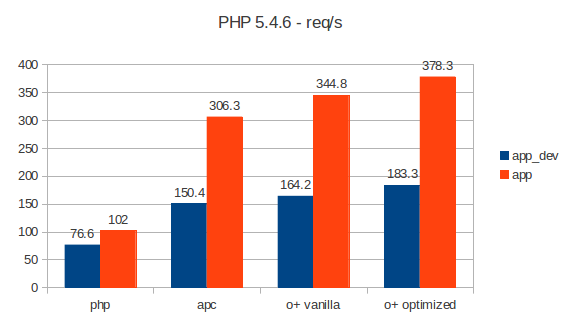 PHP 5.4.6 - req/s
400
350
300
250
200
150
100
50
0
76.6
102
150.4
306.3
164.2
344.8
183.3
378.3
php
apc
o+ vanilla
o+ optimized
app_dev
app